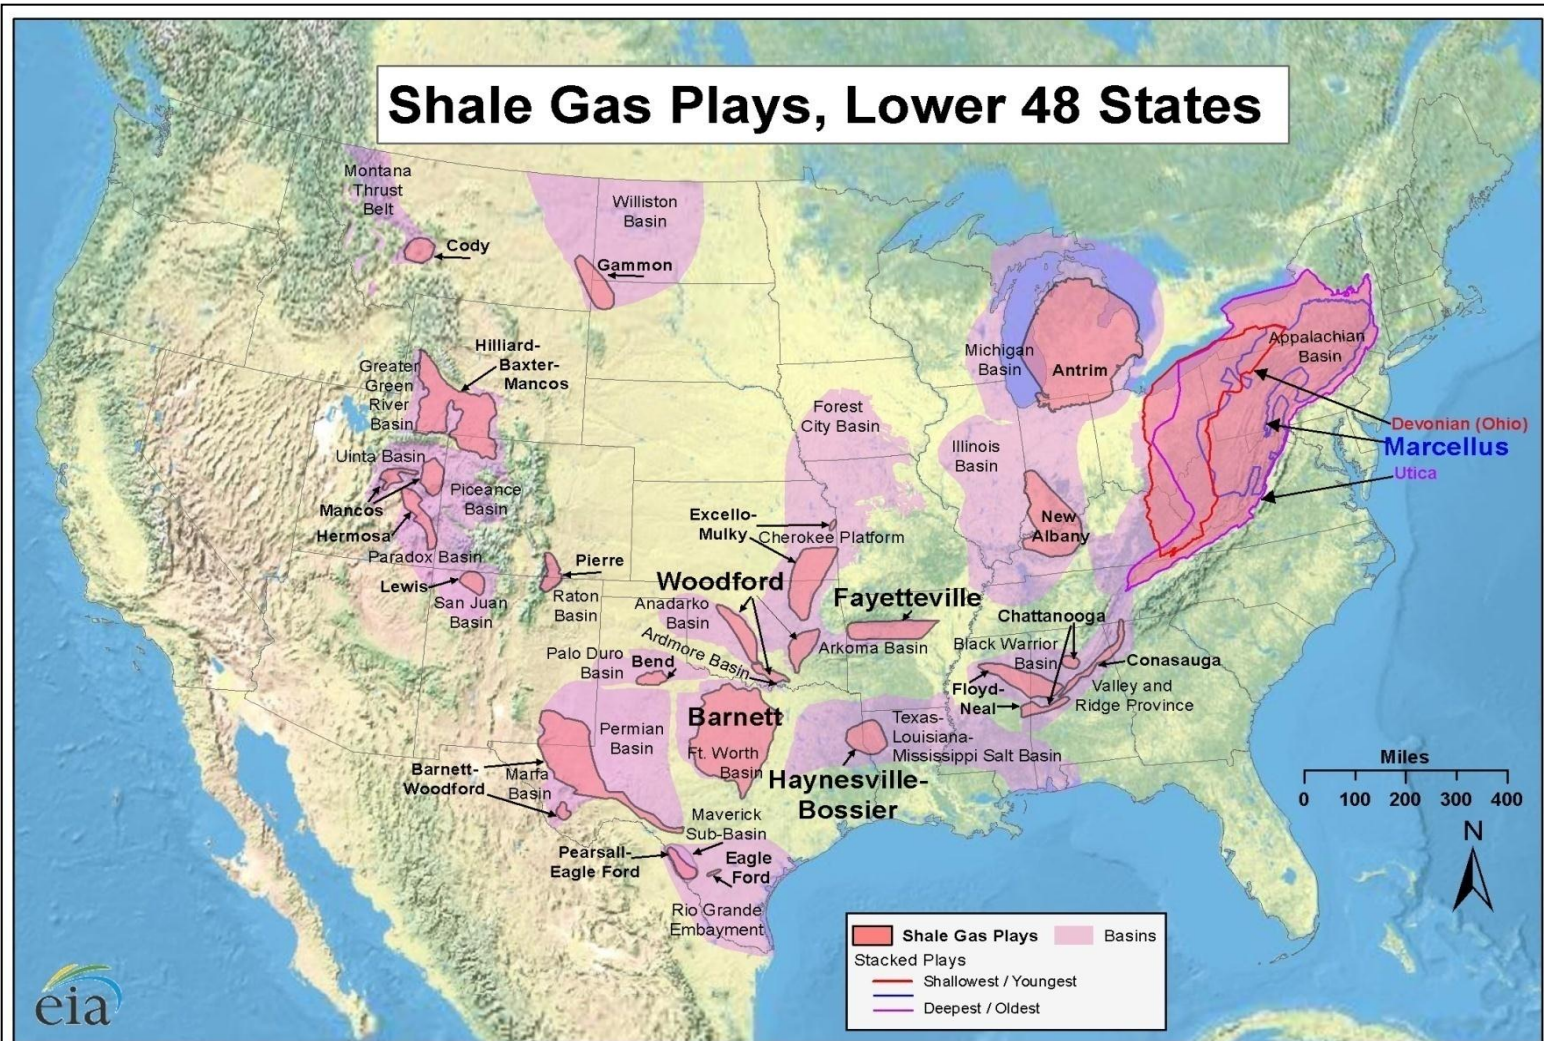 Shale Gas Plays, Lower 48 States
Montana
Thrust
Belt
Cody
Williston
Basin
Gammon
Hilliard-
Baxter-
Mancos
Greater
Green
River
Basin
Uinta Basin
Piceance
Basin
Mancos
Hermosa
Paradox Basin
Lewis
San Juan
Basin
Pierre
Raton
Basin
Michigan
Basin
Antrim
Appalachian
Basin
Forest
City Basin
Illinois
Basin
New
Albany
Devonian (Ohio)
Marcellus
Utica
Excello-
Mulky
Cherokee Platform
Woodford
Anadarko
Basin
Ardmore Basin
Fayetteville
Arkoma Basin
Palo Duro
Basin
Bend
Chattanooga
Black Warrior
Basin
Conasauga
Floyd-
Neal
Valley and
Ridge Province
Barnett
Ft. Worth
Basin
Permian
Basin
Barnett-
Woodford
Marfa
Basin
Texas-
Louisiana-
Mississippi Salt Basin
Haynesville-
Bossier
Maverick
Sub-Basin
Pearsall-
Eagle Ford
Eagle
Ford
Rio Grande
Embayment
Miles
0 100 200 300 400
N
Shale Gas Plays
Basins
Stacked Plays
Shallowest / Youngest
Deepest / Oldest
eia